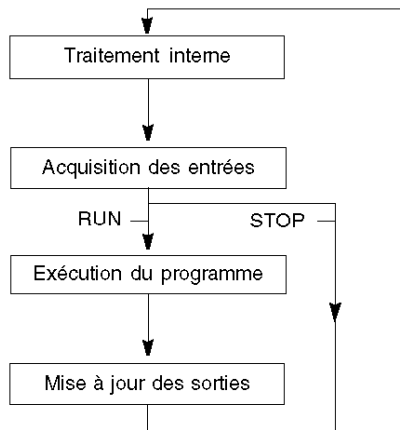 Traitement interne
Acquisition des entrées
RUN
STOP
Exécution du programme
Mise à jour des sorties